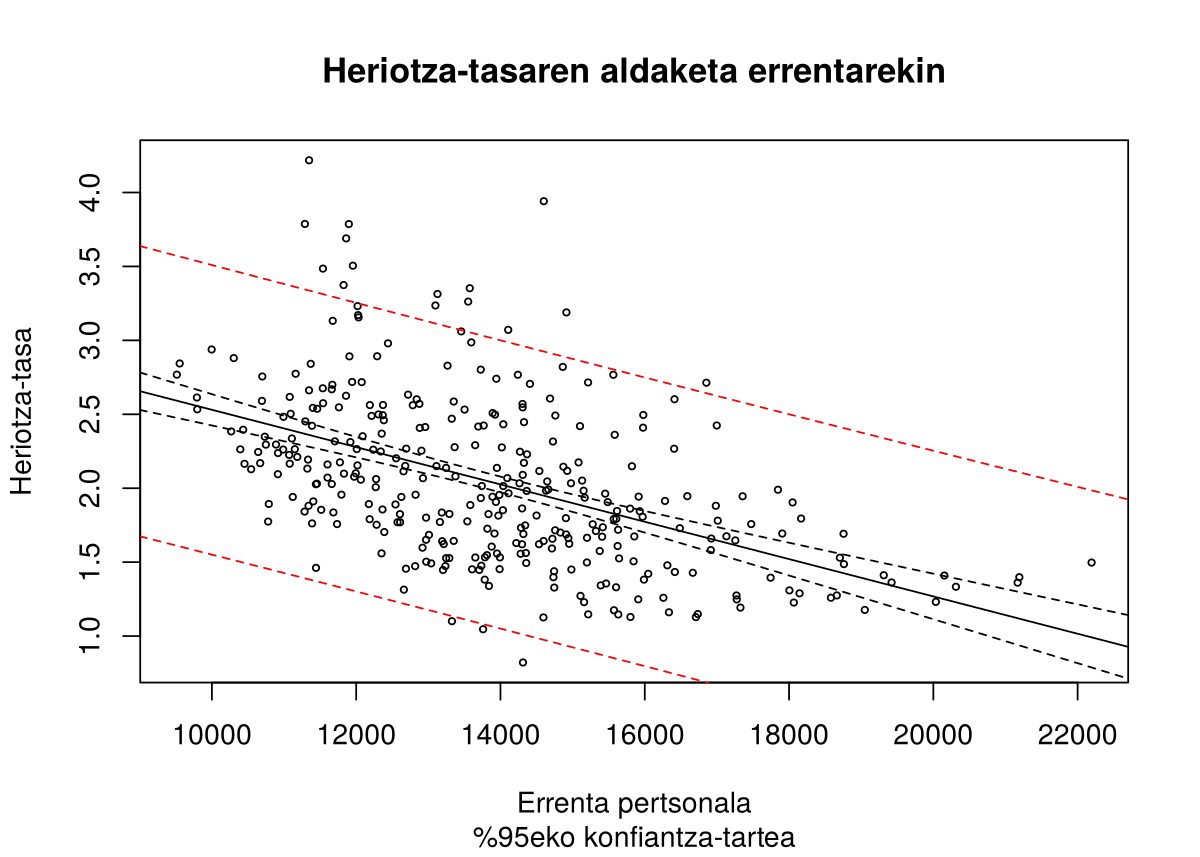 Heriotza-tasaren aldaketa errentarekin
Heriotza-tasa
4.0
3.5
3.0
2.5
2.0
1.5
1.0
10000 12000 14000 16000 18000 20000 22000
Errenta pertsonala
%95eko konfiantza-tartea